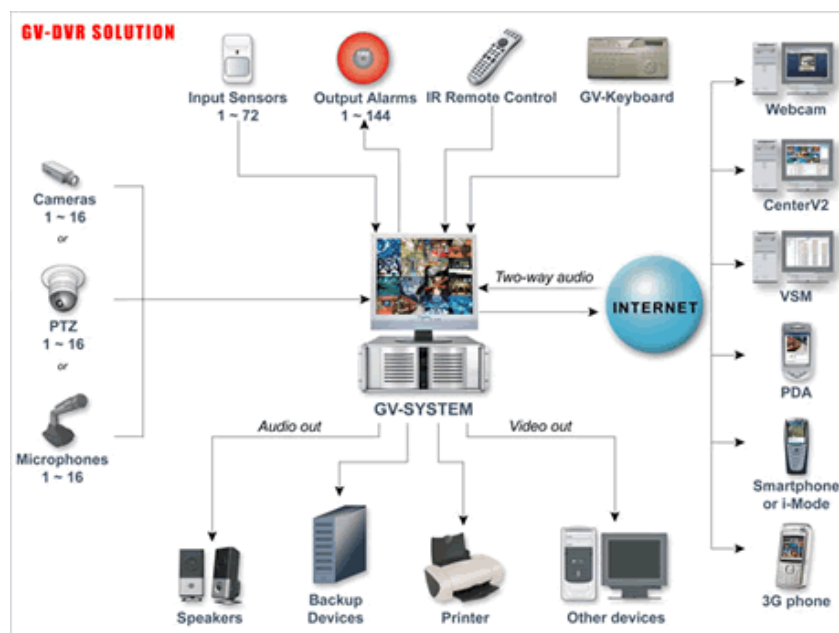 GV-DVR SOLUTION
Input Sensors
1 ~ 72
Output Alarms
1 ~ 144
IR Remote Control
GV-Keyboard
Webcam
Cameras
1 ~ 16
or
PTZ
1 ~ 16
or
Microphones
1 ~ 16
Two-way audio
INTERNET
CenterV2
VSM
PDA
GV-SYSTEM
Audio out
Video out
Smartphone
or i-Mode
Speakers
Backup
Devices
Printer
Other devices
3G phone